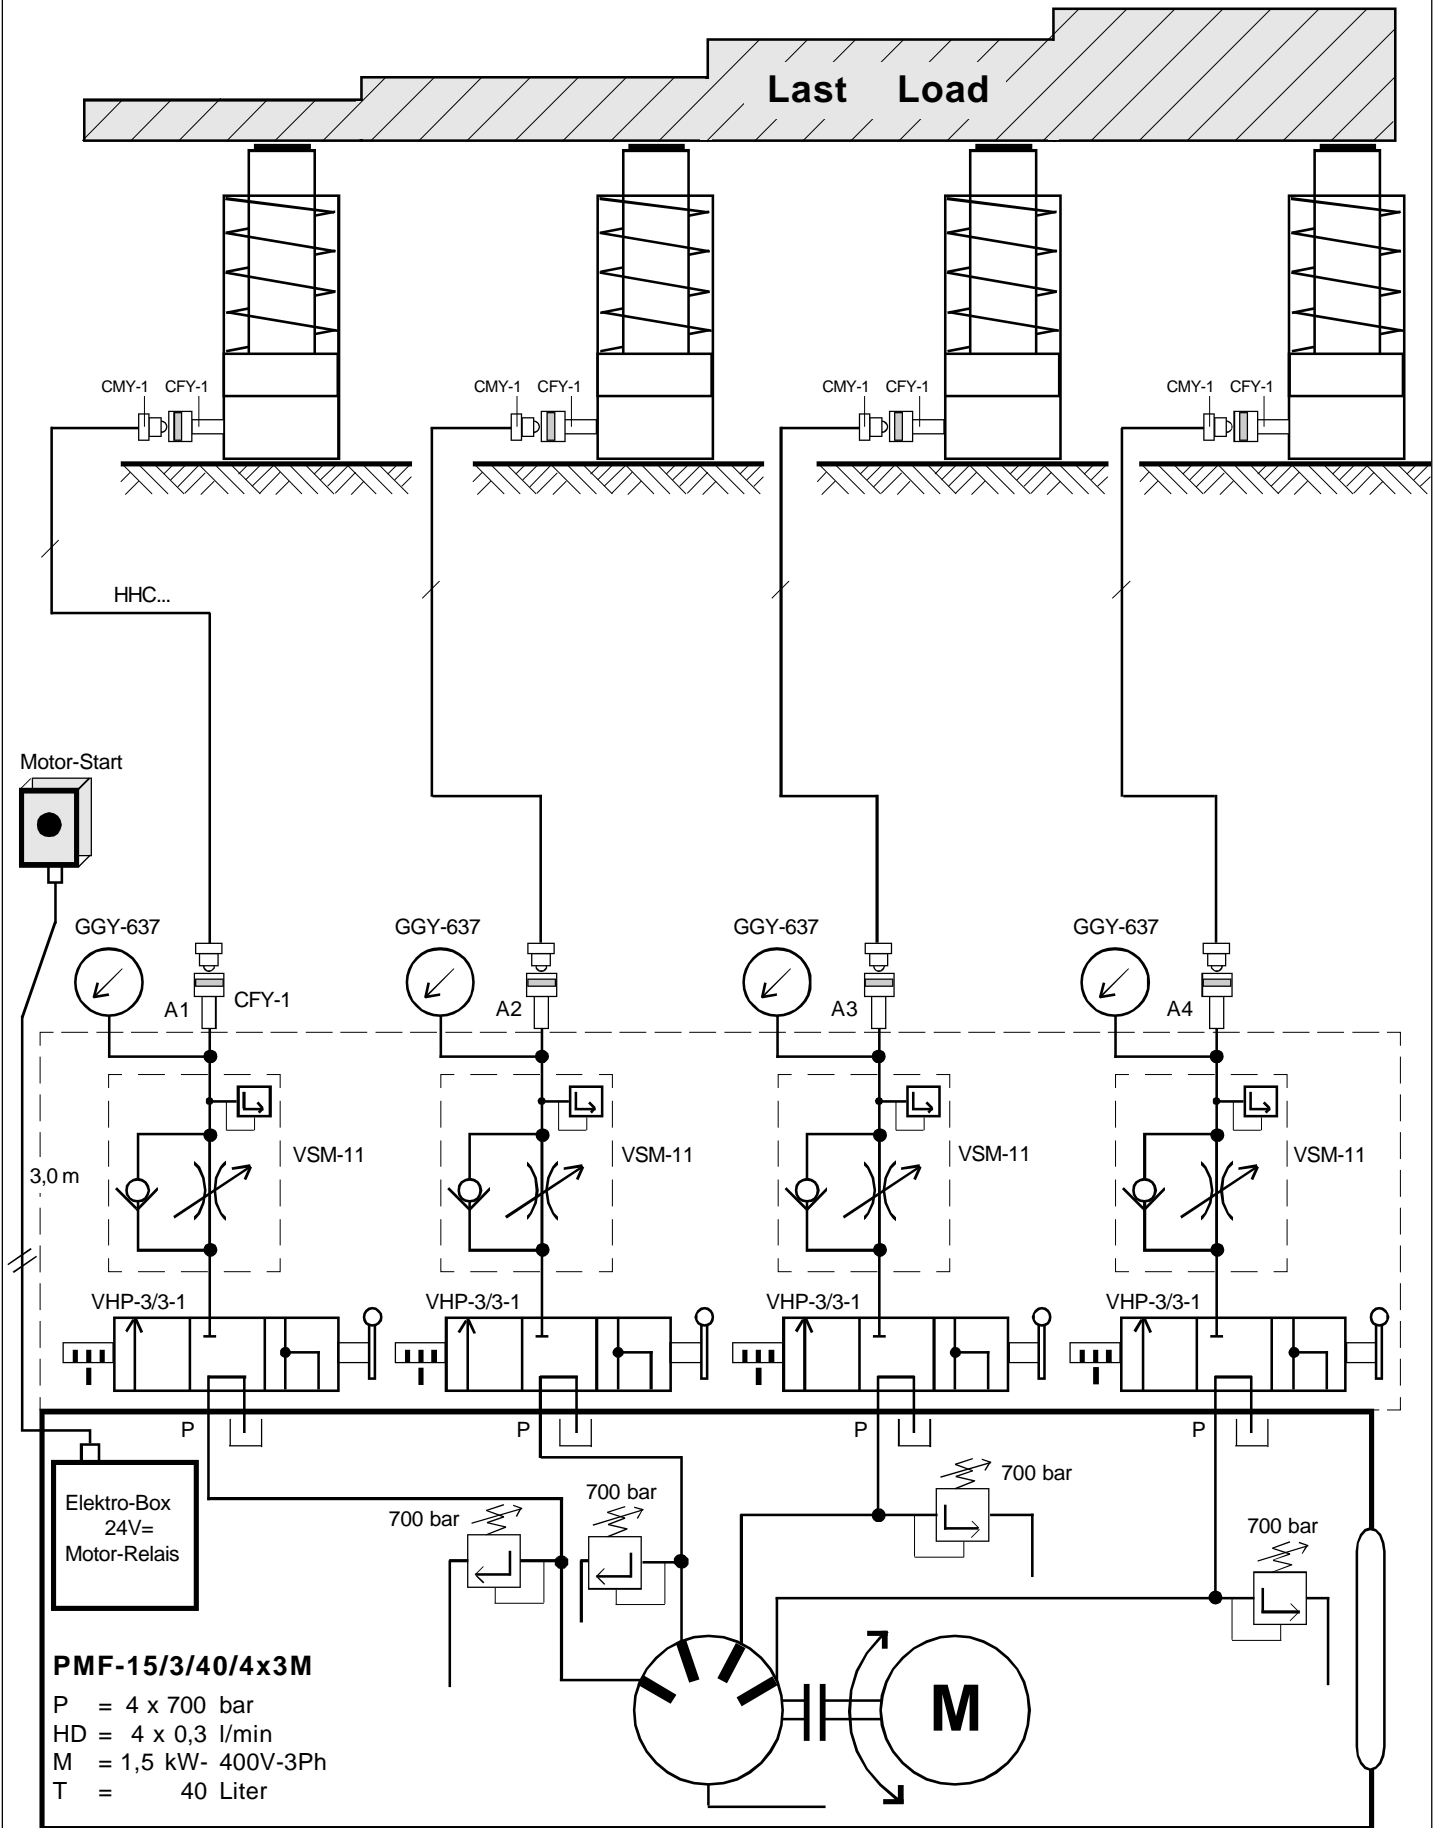 Last Load
CMY-1 CFY-1 CMY-1 CFY-1 CMY-1 CFY-1 CMY-1 CFY-1
HHC...
Motor-Start
GGY-637 GGY-637 GGY-637 GGY-637
A1 CFY-1 A2 A3 A4
VSM-11 VSM-11 VSM-11 VSM-11
3,0 m
VHP-3/3-1 VHP-3/3-1 VHP-3/3-1 VHP-3/3-1
P P P P
700 bar
700 bar
700 bar
700 bar
Elektro-Box
24V=
Motor-Relais
PMF-15/3/40/4x3M
P = 4 x 700 bar
HD = 4 x 0,3 l/min
M = 1,5 kW- 400V-3Ph
T = 40 Liter
M